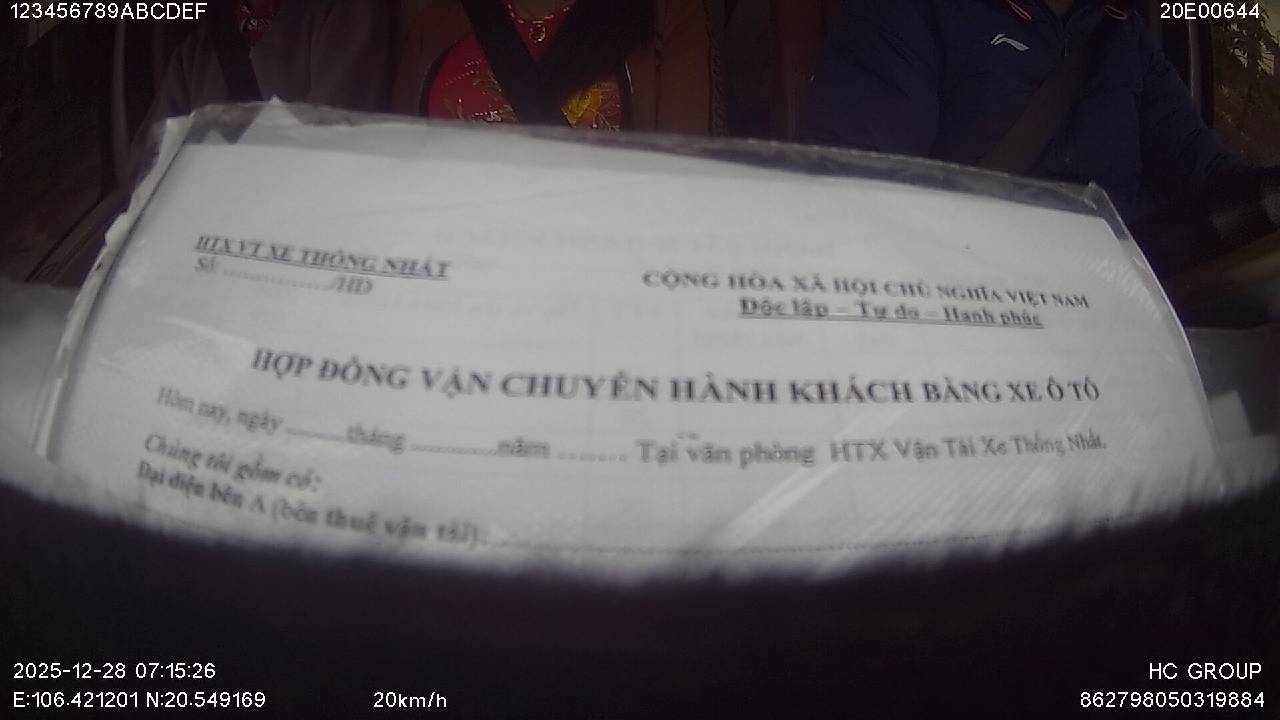 123456789ABCDEF
20E00644
HTX VT XE THỐNG NHẤT
Số: ................/HĐ
CỘNG HÒA XÃ HỘI CHỦ NGHĨA VIỆT NAM
Độc lập – Tự do – Hạnh phúc
HỢP ĐỒNG VẬN CHUYỂN HÀNH KHÁCH BẰNG XE Ô TÔ
Hôm nay, ngày .........tháng ............năm ........ Tại văn phòng HTX Vận Tải Xe Thống Nhất.
Chúng tôi gồm có:
Đại diện bên A (bên thuê vận tải):
2025-12-28 07:15:26
E:106.421201 N:20.549169
20km/h
HC GROUP
862798050319884